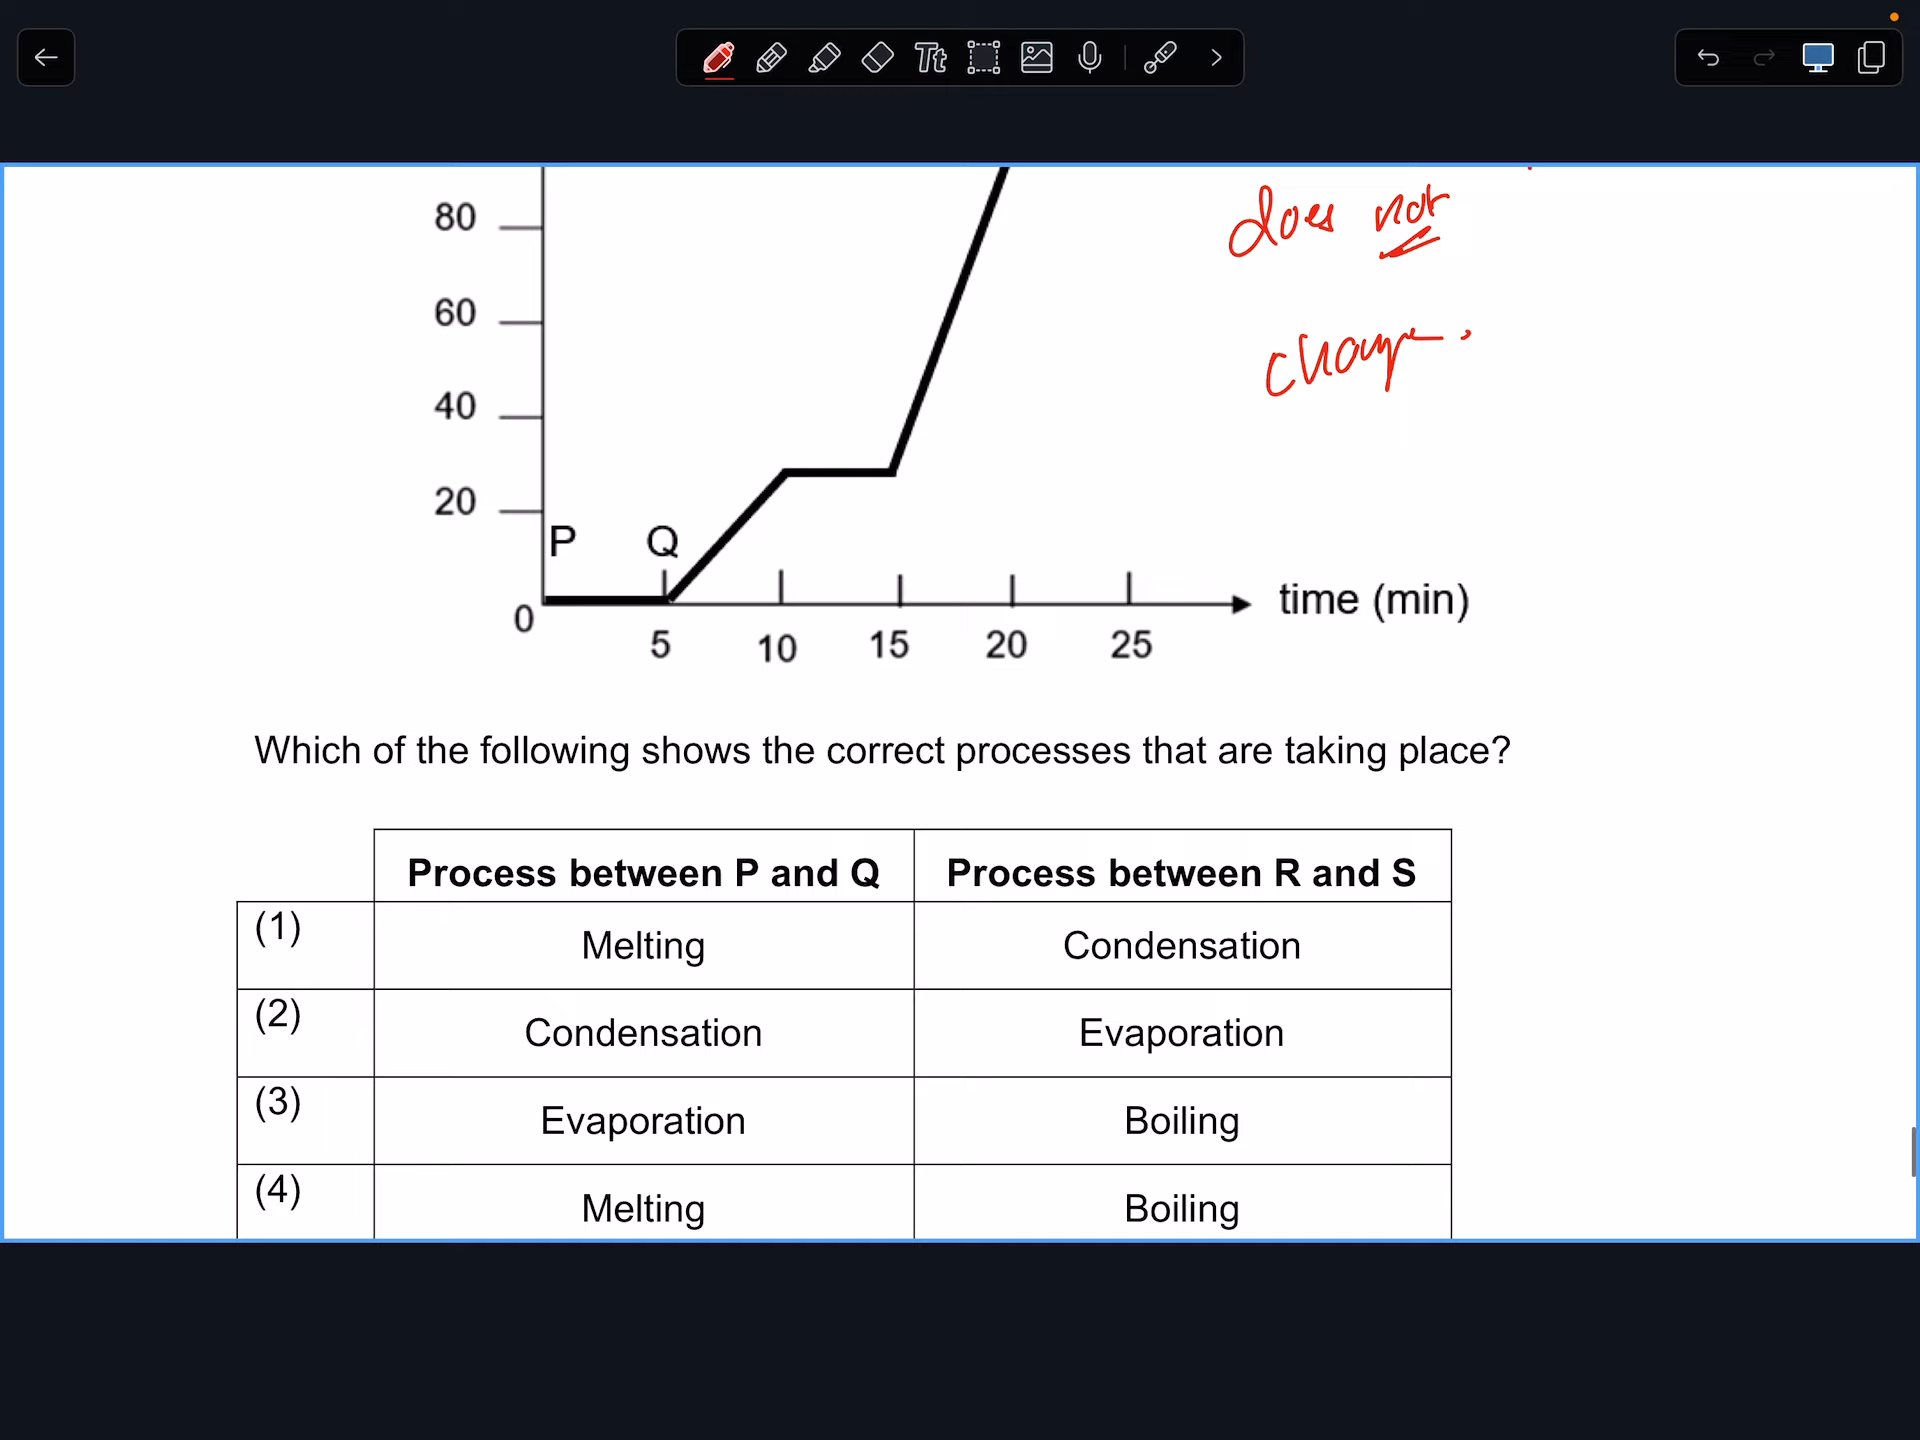 Tt
80
does not
60
change.
40
20
P Q
time (min)
0
5 10 15 20 25
Which of the following shows the correct processes that are taking place?
Process between P and Q Process between R and S
(1) Melting Condensation
(2) Condensation Evaporation
(3) Evaporation Boiling
(4) Melting Boiling